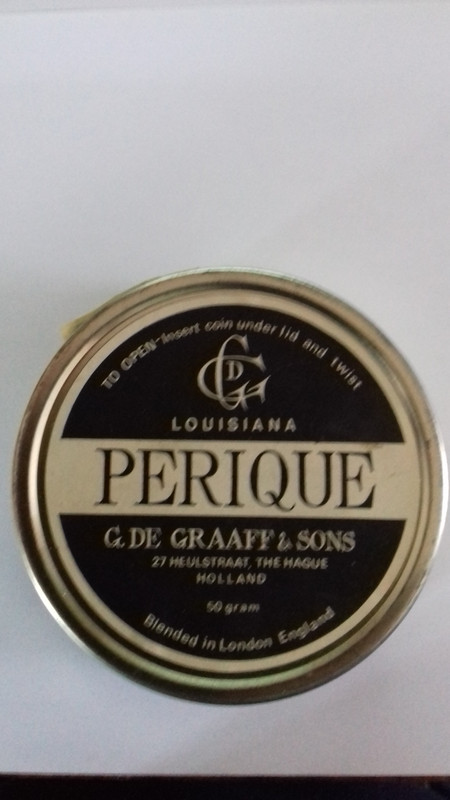 TO OPEN" Insert coin under lid and twist
GDG
LOUISIANA
PERIQUE
G. DE GRAAFF & SONS
27 HEULSTRAAT, THE HAGUE
HOLLAND
50 gram
Blended in London England